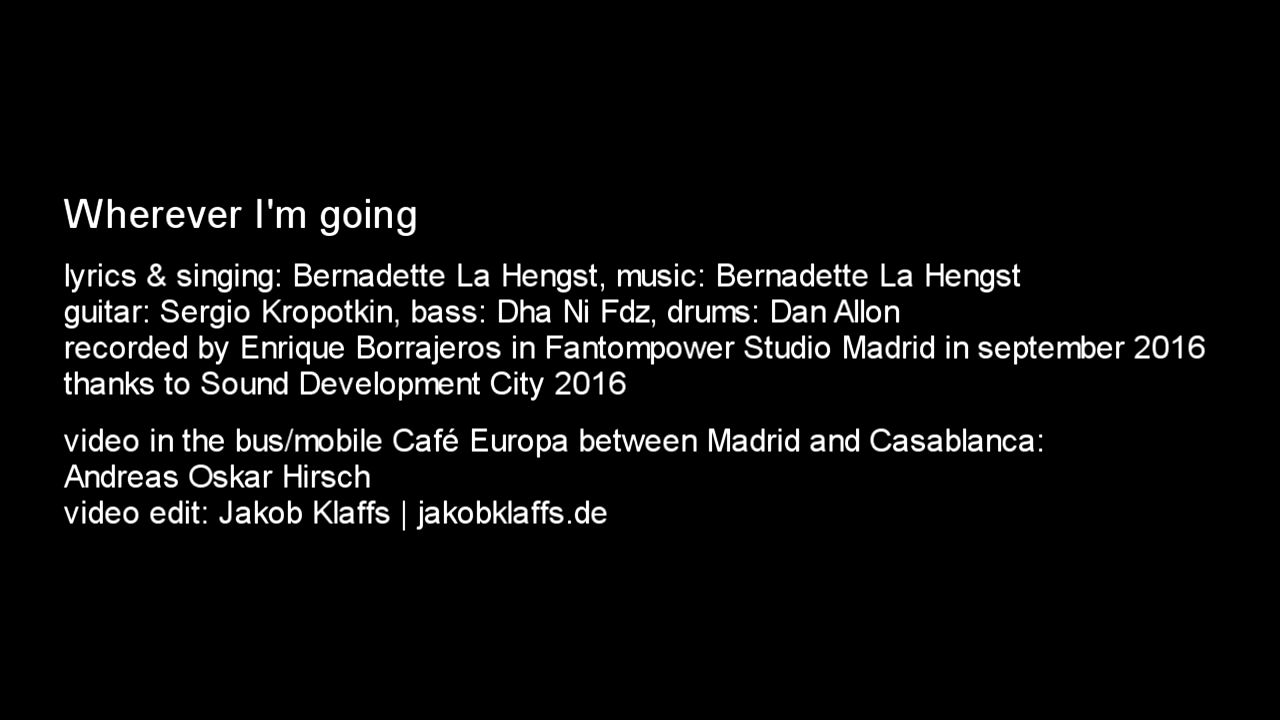 Wherever I'm going
lyrics & singing: Bernadette La Hengst, music: Bernadette La Hengst
guitar: Sergio Kropotkin, bass: Dha Ni Fdz, drums: Dan Allon
recorded by Enrique Borrajeros in Fantompower Studio Madrid in september 2016
thanks to Sound Development City 2016
video in the bus/mobile Café Europa between Madrid and Casablanca:
Andreas Oskar Hirsch
video edit: Jakob Klaffs | jakobklaffs.de